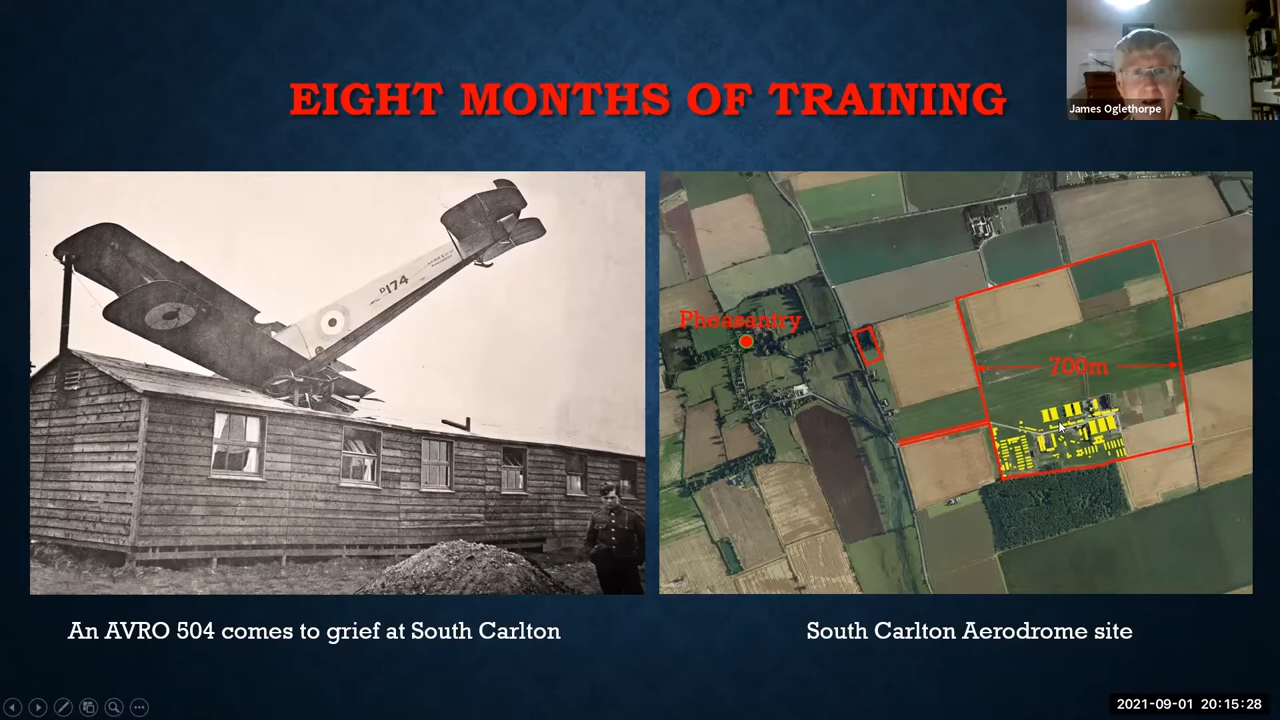 EIGHT MONTHS OF TRAINING
James Oglethorpe
D174
Pheasantry
700m
An AVRO 504 comes to grief at South Carlton
South Carlton Aerodrome site
2021-09-01 20:15:28